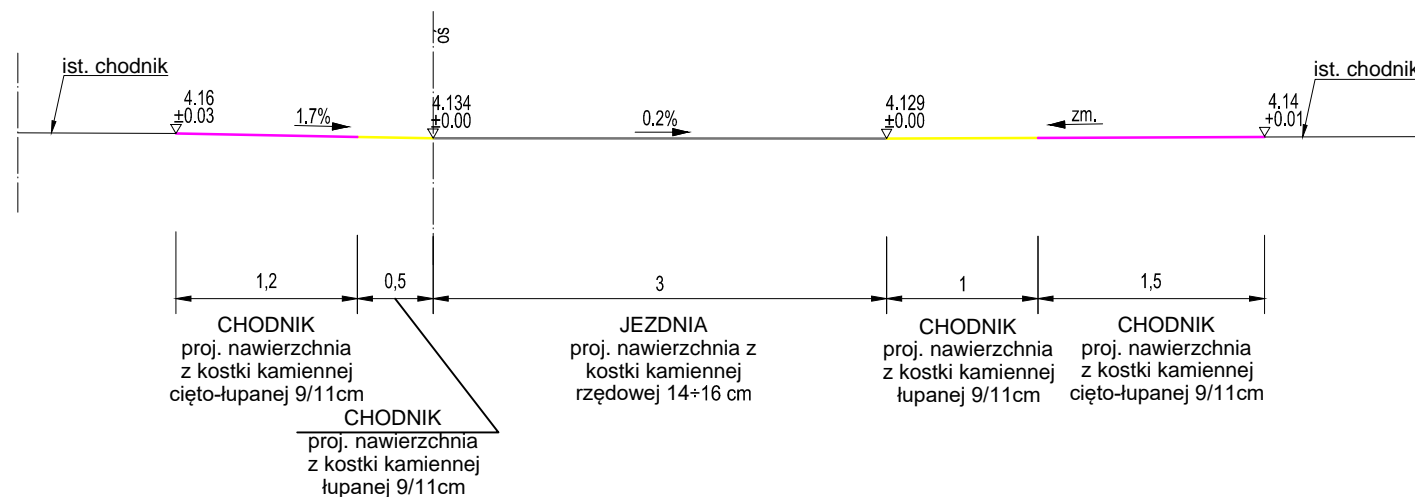 oś
ist. chodnik
ist. chodnik
4.16
±0.03
1.7%
4.134
±0.00
0.2%
4.129
±0.00
zm.
4.14
+0.01
1,2
0,5
3
1
1,5
CHODNIK
proj. nawierzchnia
z kostki kamiennej
cięto-łupanej 9/11cm
CHODNIK
proj. nawierzchnia
z kostki kamiennej
łupanej 9/11cm
JEZDNIA
proj. nawierzchnia z
kostki kamiennej
rzędowej 14÷16 cm
CHODNIK
proj. nawierzchnia
z kostki kamiennej
łupanej 9/11cm
CHODNIK
proj. nawierzchnia
z kostki kamiennej
cięto-łupanej 9/11cm